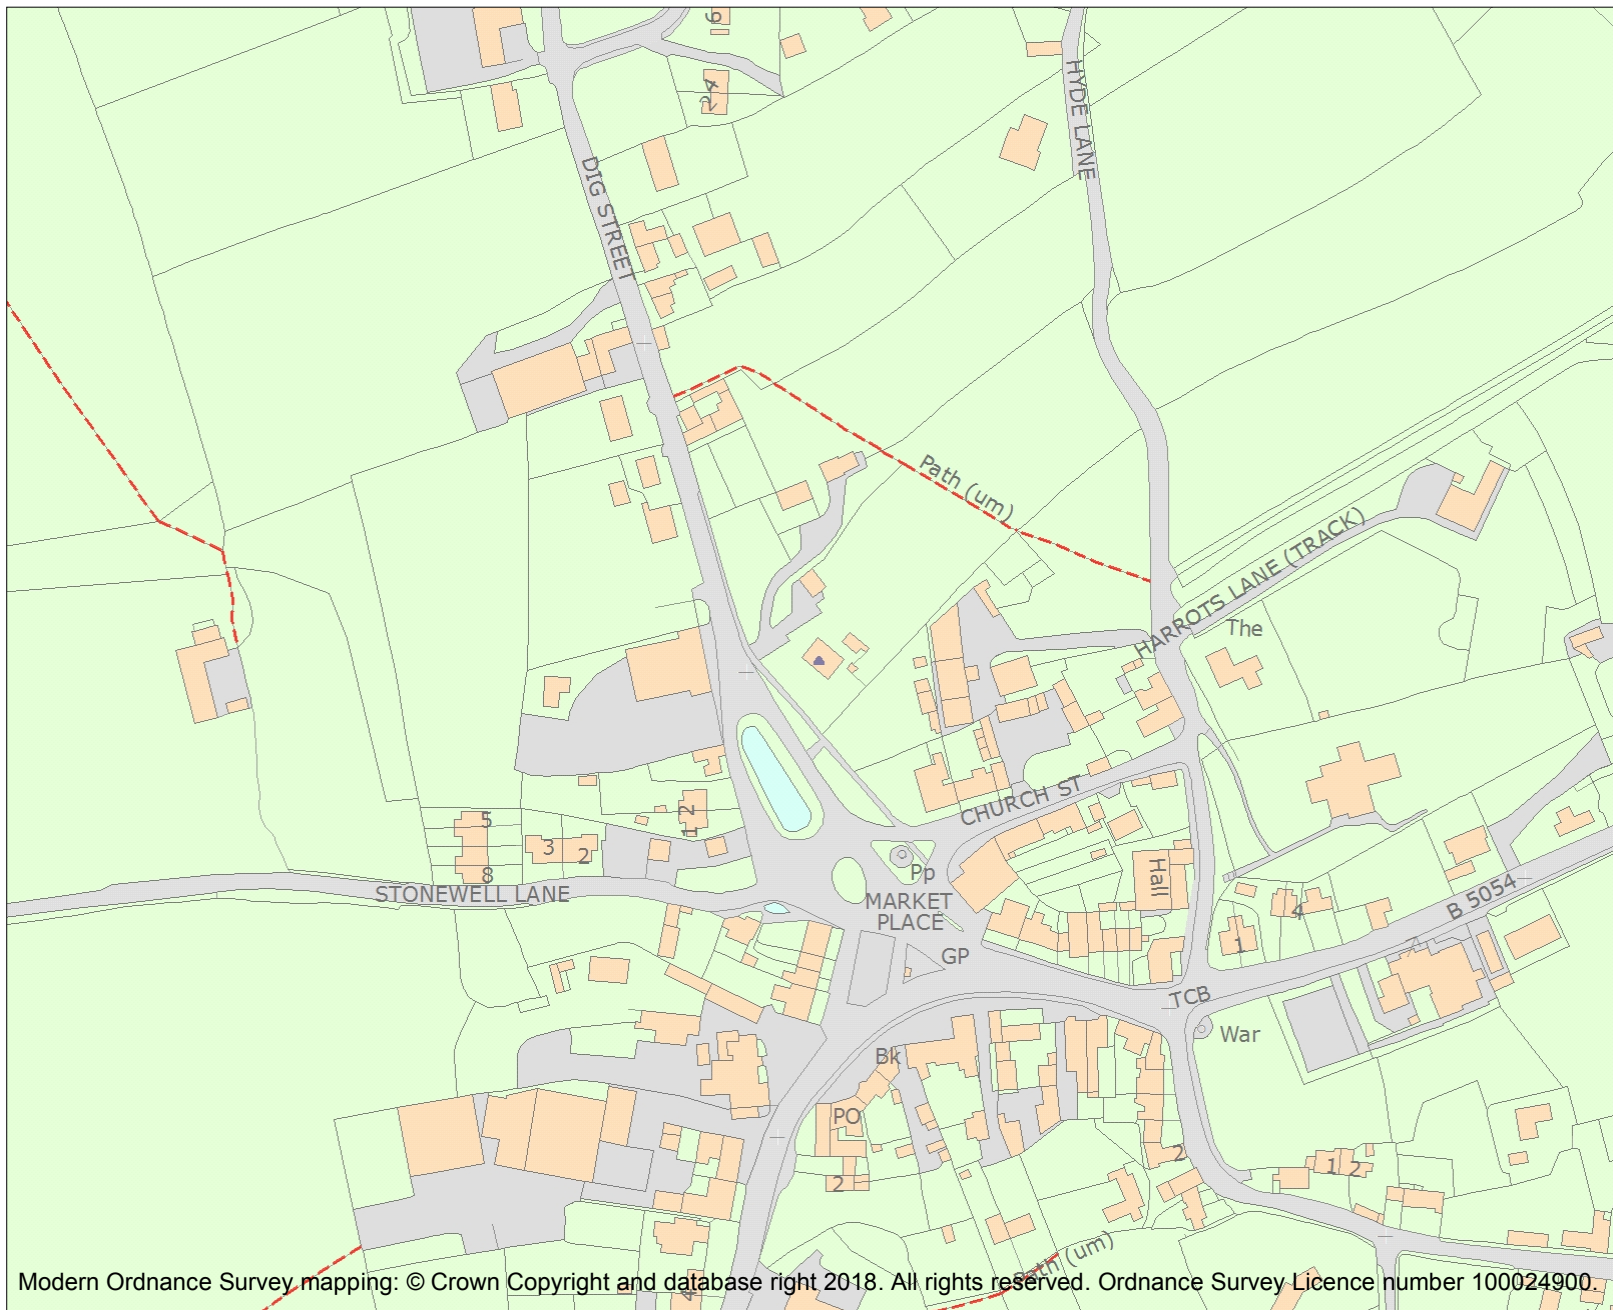 9
24
HYDE LANE
DIG STREET
Path (um)
HARROTS LANE (TRACK)
The
CHURCH ST
5
3
2
8
1 2
STONEWELL LANE
Pp
MARKET
PLACE
Hall
GP
4
1
B 5054
TCB
War
Bk
PO
2
2
1 2
Path (um)
4
Modern Ordnance Survey mapping: © Crown Copyright and database right 2018. All rights reserved. Ordnance Survey Licence number 100024900.